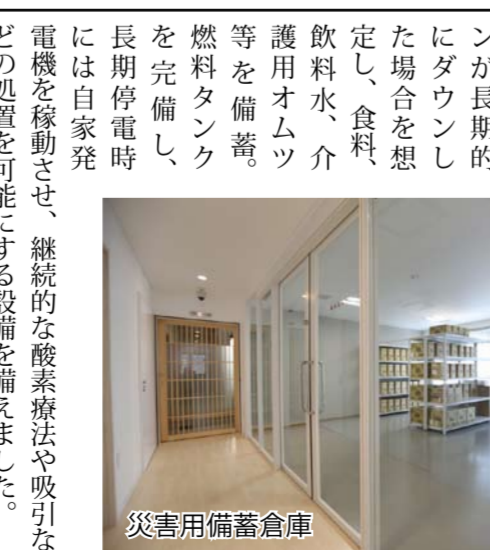 ンが長期的
にダウンし
た場合を想
定し、食料、
飲料水、介
護用オムツ
等を備蓄。
燃料タンク
を完備し、
長期停電時
には自家発
電機を稼動させ、継続的な酸素療法や吸引な
どの処置を可能にする設備を備えました。
災害用備蓄倉庫